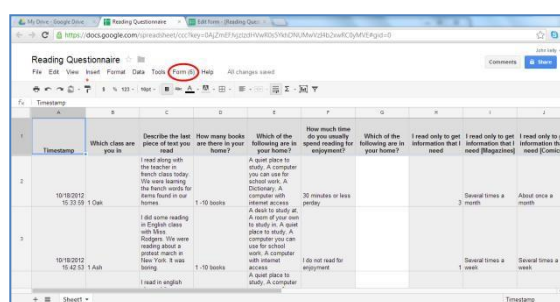 My Drive - Google Drive
Reading Questionnaire
Edit form - [Reading Ques
https://docs.google.com/spreadsheet/ccc?key=
John Kelly
Reading Questionnaire
Comments
Share
File Edit View Insert Format Data Tools Form (6) Help All changes saved
Timestamp
A B C D E F G H I J
1
Timestamp
Which class are you in
Describe the last piece of text you read
How many books are there in your home?
Which of the following are in your home?
How much time do you usually spend reading for enjoyment?
Which of the following are in your home?
I read only to get information that I need
I read only to get information that I need [Magazines]
I read only to get information that I need [Comic
2
10/18/2012
15:33:59
1 Oak
I read along with
the teacher in
french class today.
We were learning
the french words for
items found in our
homes.
1 -10 books
A quiet place to
study, A computer
you can use for
school work, A
Dictionary, A
computer with
internet access
30 minutes or less
perday
3
Several times a
month
About once a
month
3
10/18/2012
15:42:53
1 Ash
I did some reading
in English class
with Miss
Rodgers. We were
reading about a
protest march in
New York. It was
boring
1 -10 books
A desk to study at,
A room of your own
to study in, A quiet
place to study, A
computer you can
use for school
work, A computer
with internet
access
I do not read for
enjoyment
1
Several times a
week
Several times a
week
I read in english
A quiet place to
study, A computer
Sheet1
Timestamp